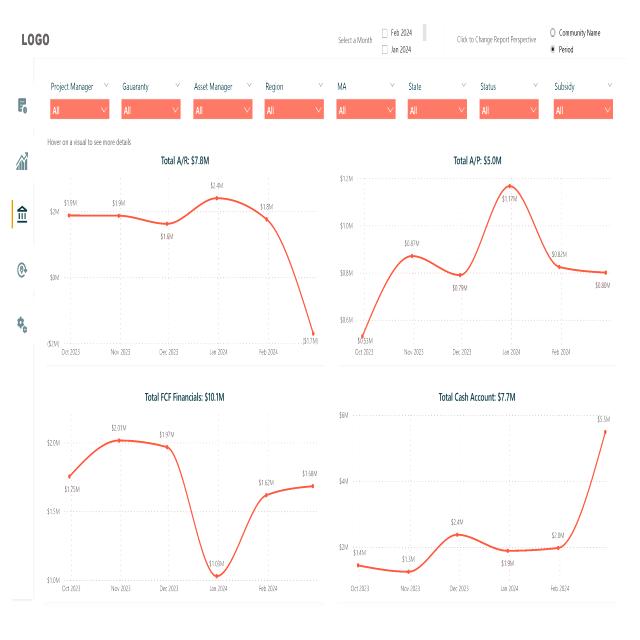 LOGO
Select a Month
Feb 2024
Jan 2024
Click to Change Report Perspective
Community Name
Period
Project Manager
Gauaranty
Asset Manager
Region
MA
State
Status
Subsidy
All
All
All
All
All
All
All
All
Hover on a visual to see more details
Total A/R: $7.8M
$2M
$0M
($2M)
$1.9M
$1.9M
$1.6M
$2.4M
$1.8M
($1.7M)
Oct 2023
Nov 2023
Dec 2023
Jan 2024
Feb 2024
Total A/P: $5.0M
$1.2M
$1.0M
$0.8M
$0.6M
$0.53M
$0.87M
$0.79M
$1.17M
$0.82M
$0.80M
Oct 2023
Nov 2023
Dec 2023
Jan 2024
Feb 2024
Total FCF Financials: $10.1M
$2.0M
$1.5M
$1.0M
$1.75M
$2.01M
$1.97M
$1.03M
$1.62M
$1.68M
Oct 2023
Nov 2023
Dec 2023
Jan 2024
Feb 2024
Total Cash Account: $7.7M
$6M
$4M
$2M
$1.4M
$1.3M
$2.4M
$1.9M
$2.0M
Oct 2023
Nov 2023
Dec 2023
Jan 2024
Feb 2024